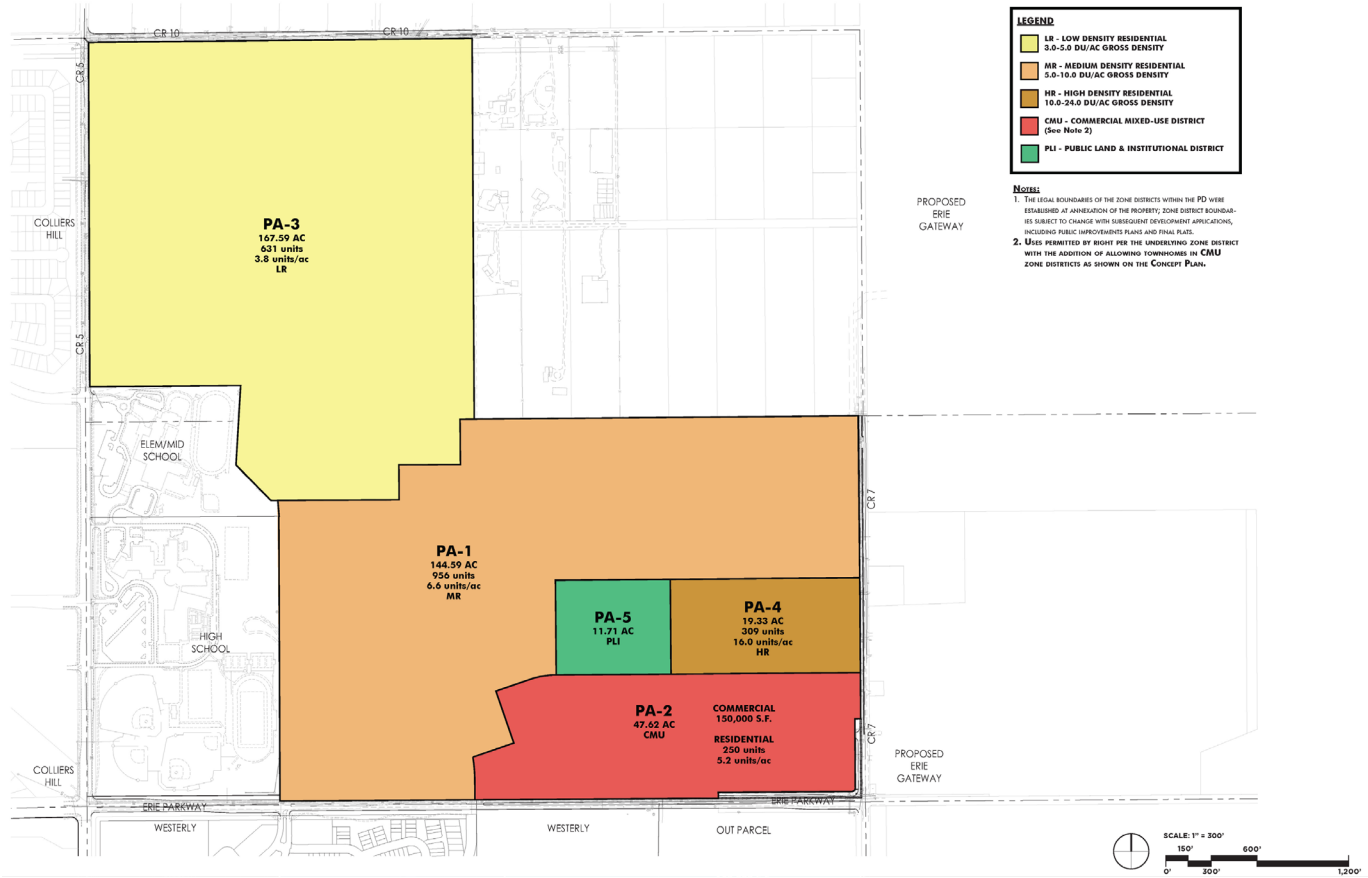 CR 10
CR 10
CR 5
CR 5
COLLIERS
HILL
PA-3
167.59 AC
631 units
3.8 units/ac
LR
PROPOSED
ERIE
GATEWAY
LEGEND
LR - LOW DENSITY RESIDENTIAL
3.0-5.0 DU/AC GROSS DENSITY
MR - MEDIUM DENSITY RESIDENTIAL
5.0-10.0 DU/AC GROSS DENSITY
HR - HIGH DENSITY RESIDENTIAL
10.0-24.0 DU/AC GROSS DENSITY
CMU - COMMERCIAL MIXED-USE DISTRICT
(See Note 2)
PLI - PUBLIC LAND & INSTITUTIONAL DISTRICT
NOTES:
1. THE LEGAL BOUNDARIES OF THE ZONE DISTRICTS WITHIN THE PD WERE
ESTABLISHED AT ANNEXATION OF THE PROPERTY; ZONE DISTRICT BOUNDAR-
IES SUBJECT TO CHANGE WITH SUBSEQUENT DEVELOPMENT APPLICATIONS,
INCLUDING PUBLIC IMPROVEMENTS PLANS AND FINAL PLATS.
2. USES PERMITTED BY RIGHT PER THE UNDERLYING ZONE DISTRICT
WITH THE ADDITION OF ALLOWING TOWNHOMES IN CMU
ZONE DISTRTICTS AS SHOWN ON THE CONCEPT PLAN.
ELEM/MID
SCHOOL
CR 7
PA-1
144.59 AC
956 units
6.6 units/ac
MR
PA-5
11.71 AC
PLI
PA-4
19.33 AC
309 units
16.0 units/ac
HR
HIGH
SCHOOL
PA-2
47.62 AC
CMU
COMMERCIAL
150,000 S.F.
RESIDENTIAL
250 units
5.2 units/ac
CR 7
PROPOSED
ERIE
GATEWAY
COLLIERS
HILL
ERIE PARKWAY
ERIE PARKWAY
WESTERLY
WESTERLY
OUT PARCEL
SCALE: 1" = 300'
150' 600'
0' 300' 1,200'